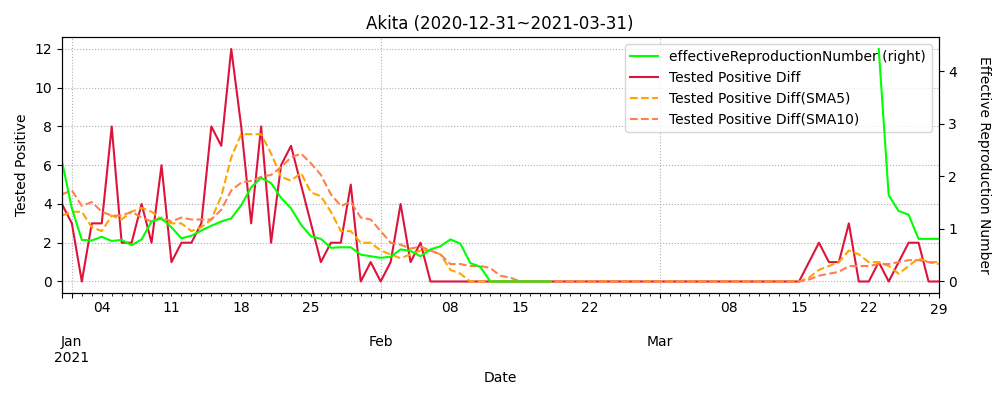 Akita (2020-12-31~2021-03-31)
effectiveReproductionNumber (right)
Tested Positive Diff
Tested Positive Diff(SMA5)
Tested Positive Diff(SMA10)
Tested Positive
12
10
8
6
4
2
0
Effective Reproduction Number
4
3
2
1
0
04 11 18 25 08 15 22 08 15 22 29
Jan Feb Mar
2021
Date